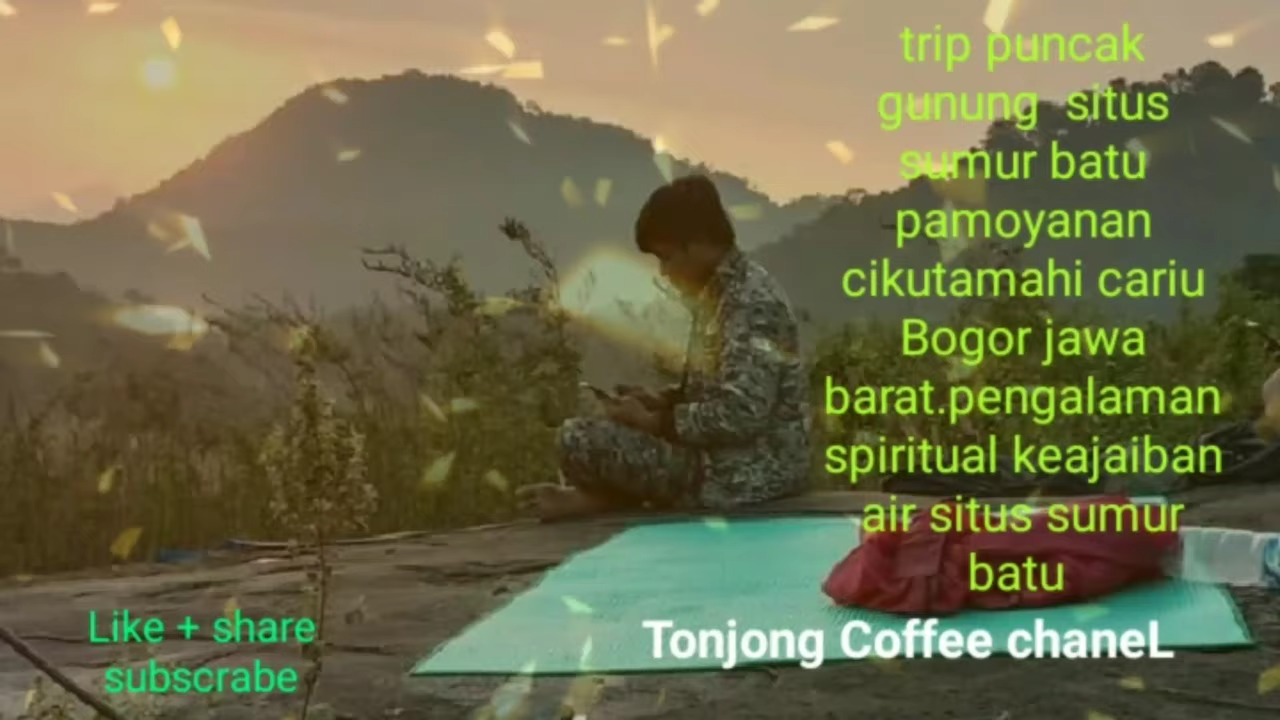 trip puncak
gunung situs
sumur batu
pamoyanan
cikutamahi cariu
Bogor jawa
barat.pengalaman
spiritual keajaiban
air situs sumur
batu
Like + share
subscrabe
Tonjong Coffee chaneL